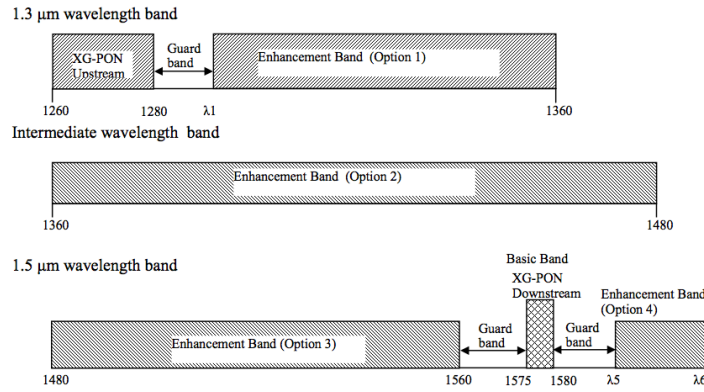 1.3 μm wavelength band
XG-PON
Upstream
Guard
band
Enhancement Band (Option 1)
1260
1280
λ1
1360
Intermediate wavelength band
Enhancement Band (Option 2)
1360
1480
1.5 μm wavelength band
Basic Band
XG-PON
Downstream
Enhancement Band
(Option 4)
Enhancement Band (Option 3)
Guard
band
Guard
band
1480
1560
1575
1580
λ5
λ6